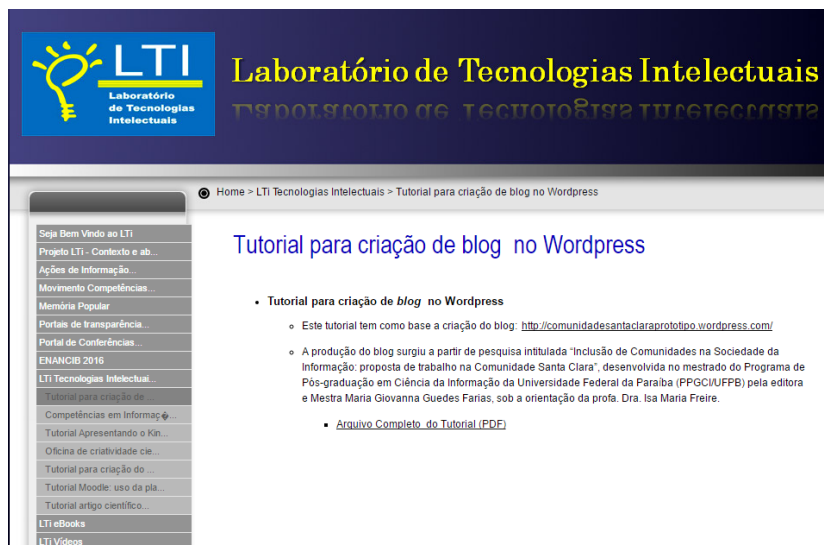 LTI
Laboratório
de Tecnologias
Intelectuais
Laboratório de Tecnologias Intelectuais
Home > LTi Tecnologias Intelectuais > Tutorial para criação de blog no Wordpress
Seja Bem Vindo ao LTi
Projeto LTi - Contexto e ab...
Ações de Informação...
Movimento Competências...
Memória Popular
Portais de transparência...
Portal de Conferências...
ENANCIB 2016
LTi Tecnologias Intelectuai...
Tutorial para criação de ...
Competências em Informaç�...
Tutorial Apresentando o Kin...
Oficina de criatividade cie...
Tutorial para criação do ...
Tutorial Moodle: uso da pla...
Tutorial artigo científico...
LTi eBooks
LTi Vídeos
Tutorial para criação de blog no Wordpress
Tutorial para criação de blog no Wordpress
Este tutorial tem como base a criação do blog: http://comunidadesantaclaraprototipo.wordpress.com/
A produção do blog surgiu a partir de pesquisa intitulada “Inclusão de Comunidades na Sociedade da
Informação: proposta de trabalho na Comunidade Santa Clara”, desenvolvida no mestrado do Programa de
Pós-graduação em Ciência da Informação da Universidade Federal da Paraíba (PPGCI/UFPB) pela editora
e Mestra Maria Giovanna Guedes Farias, sob a orientação da profa. Dra. Isa Maria Freire.
Arquivo Completo do Tutorial (PDF)